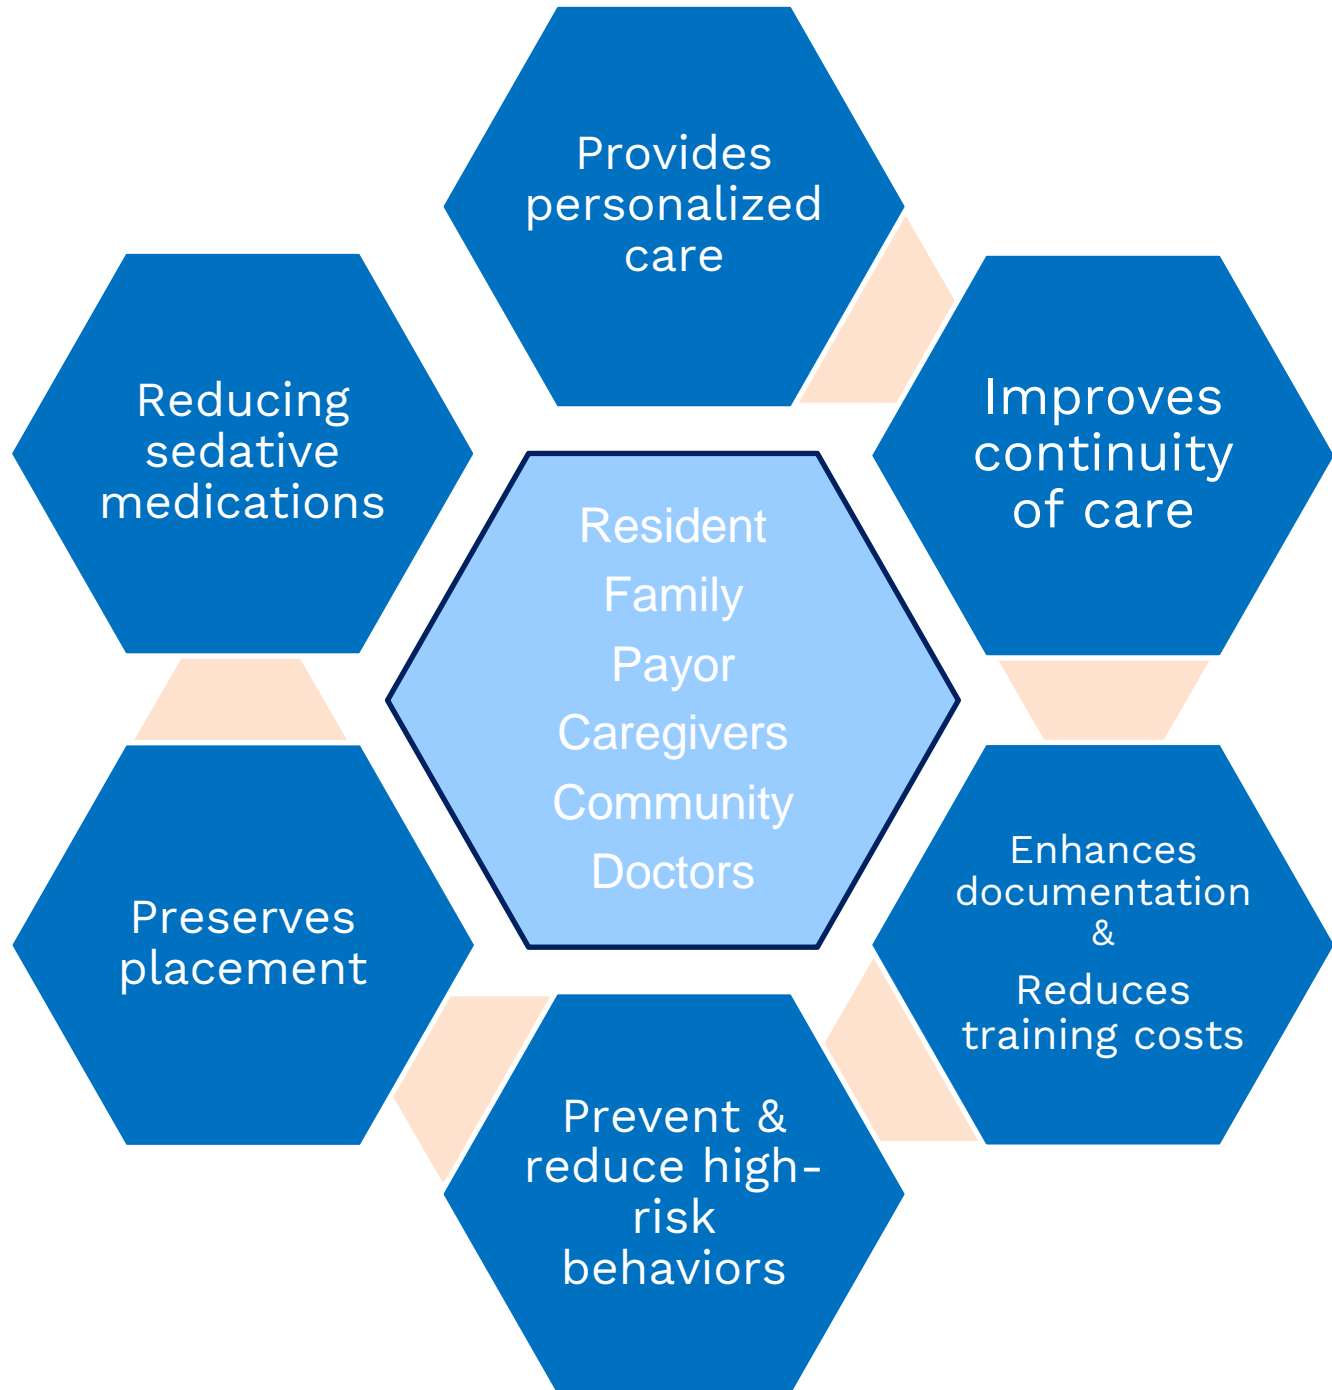 Provides
personalized
care
Improves
continuity
of care
Enhances
documentation
&
Reduces
training costs
Prevent &
reduce high-
risk
behaviors
Preserves
placement
Reducing
sedative
medications
Resident
Family
Payor
Caregivers
Community
Doctors